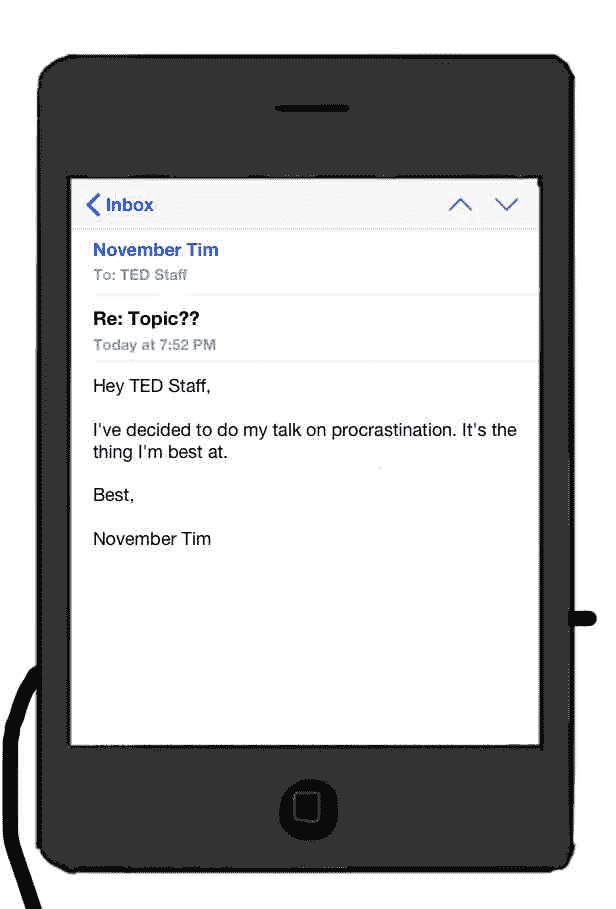 Inbox
November Tim
To: TED Staff
Re: Topic??
Today at 7:52 PM
Hey TED Staff,
I've decided to do my talk on procrastination. It's the
thing I'm best at.
Best,
November Tim